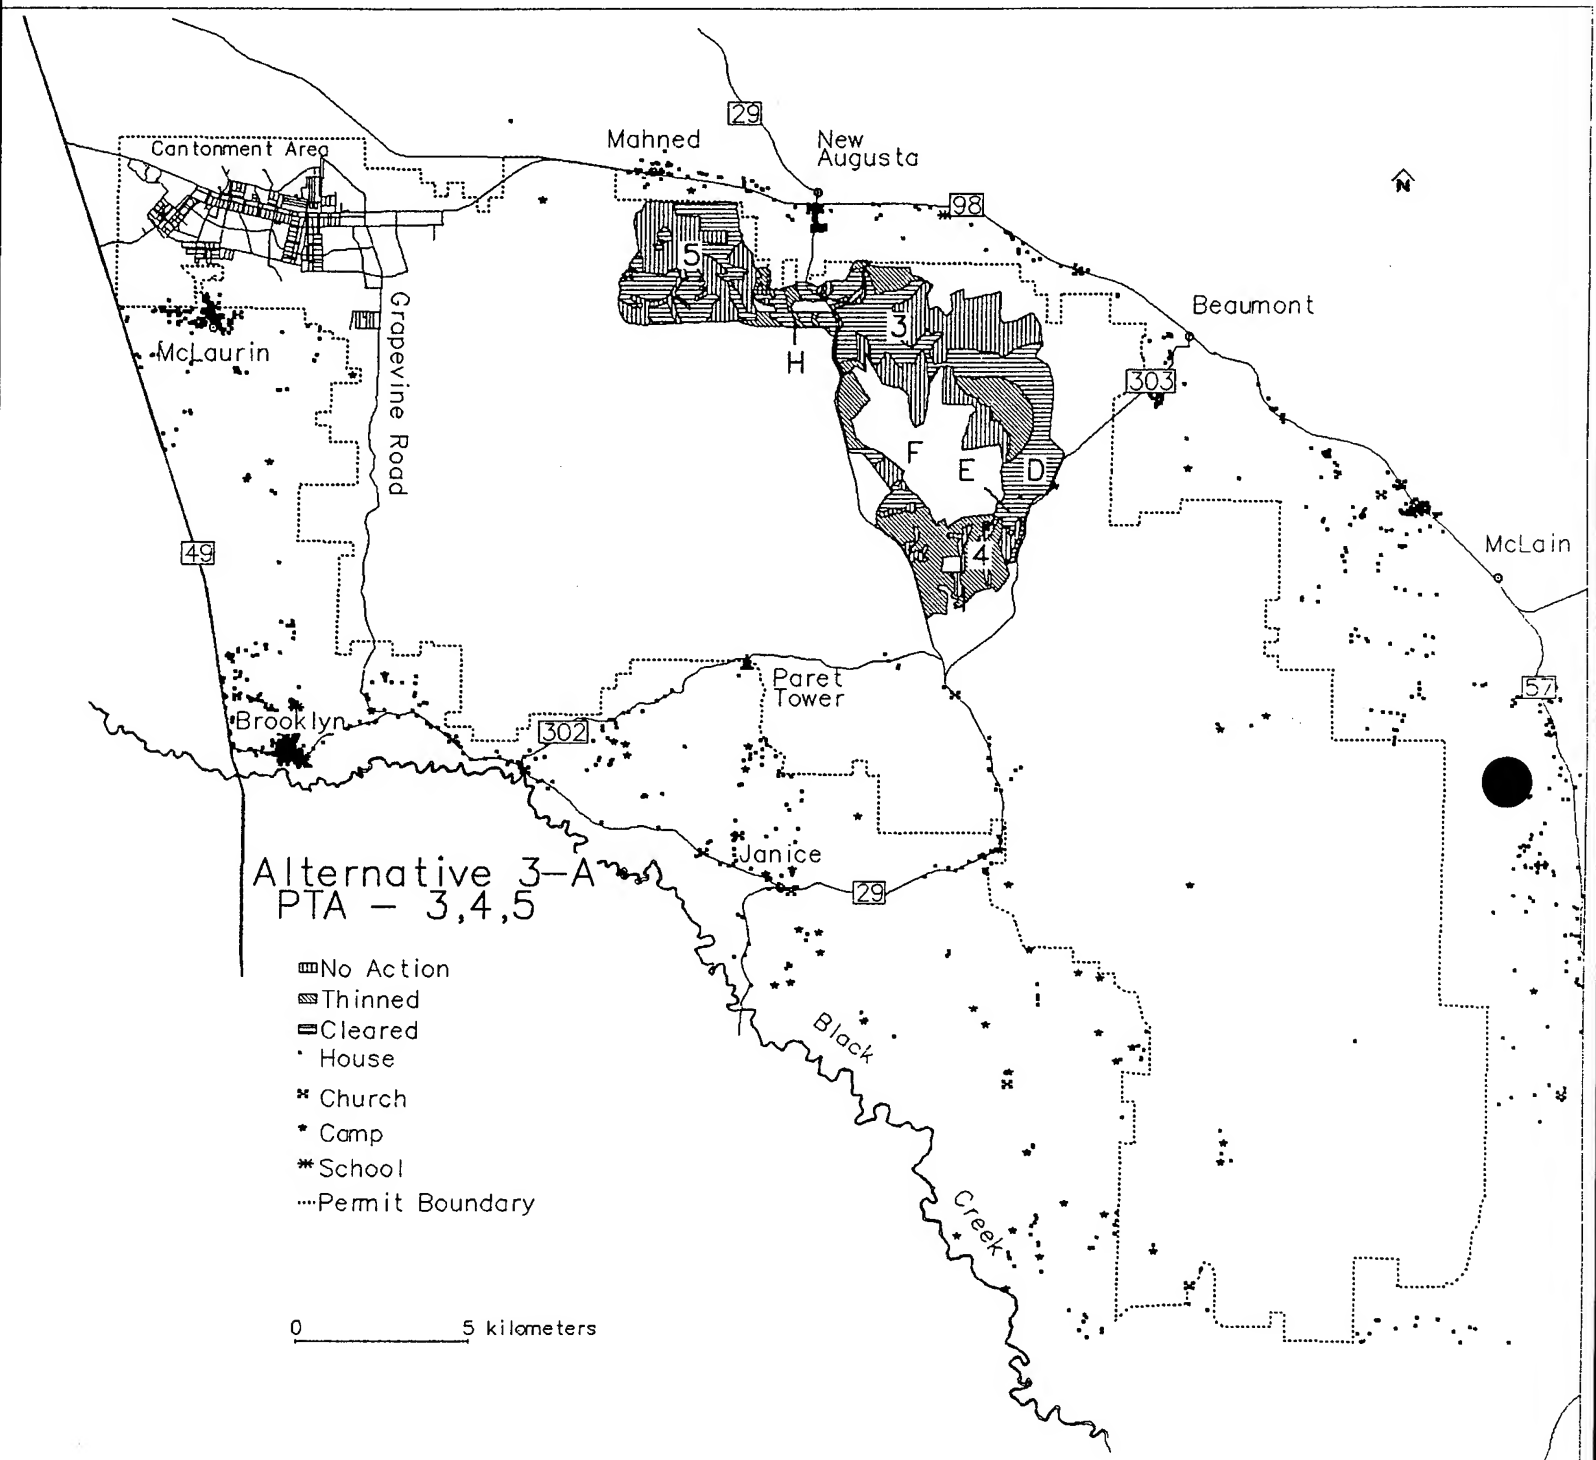 29
Mahned
New
Augusta
Cantonment Area
N
98
5
3
H
Beaumont
McLaurin
303
Grapevine Road
F
E
D
4
49
McLain
Paret
Tower
57
Brooklyn
302
Janice
29
Alternative 3-A
PTA - 3,4,5
No Action
Thinned
Cleared
House
Church
Camp
School
Permit Boundary
Black
Creek
0
5 kilometers